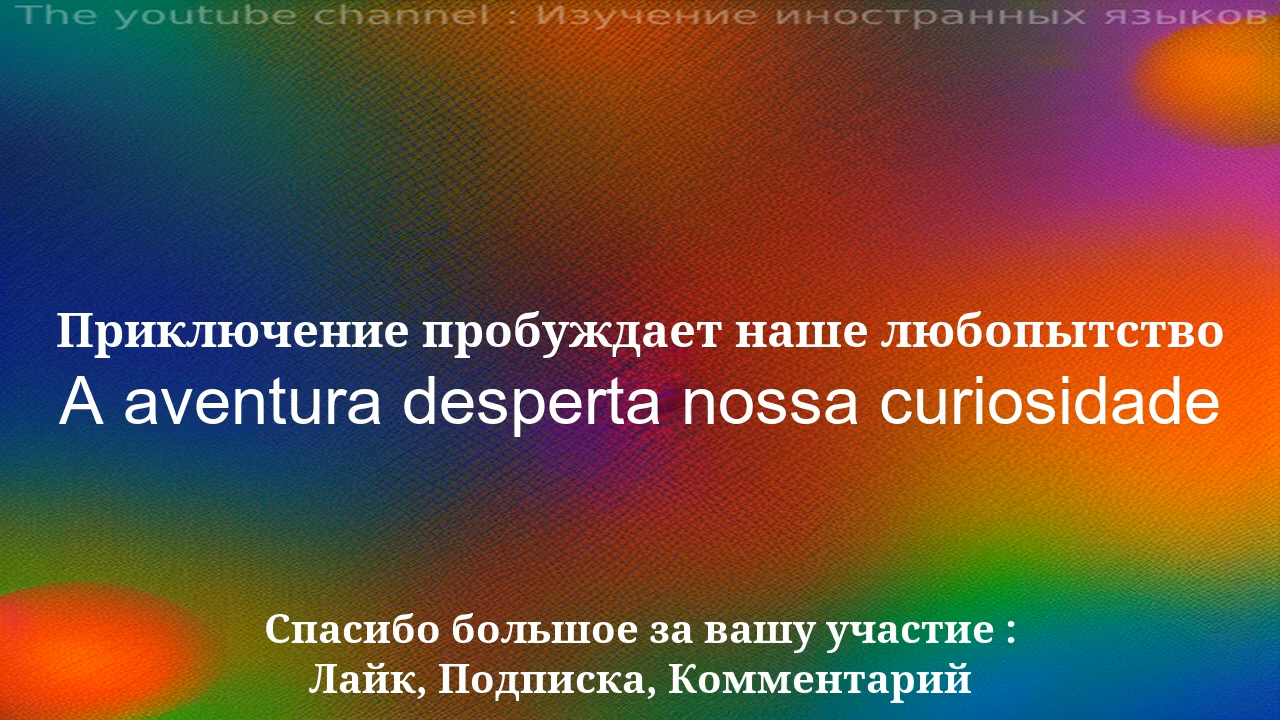 The youtube channel : Изучение иностранных языков
Приключение пробуждает наше любопытство
A aventura desperta nossa curiosidade
Спасибо большое за вашу участие :
Лайк, Подписка, Комментарий